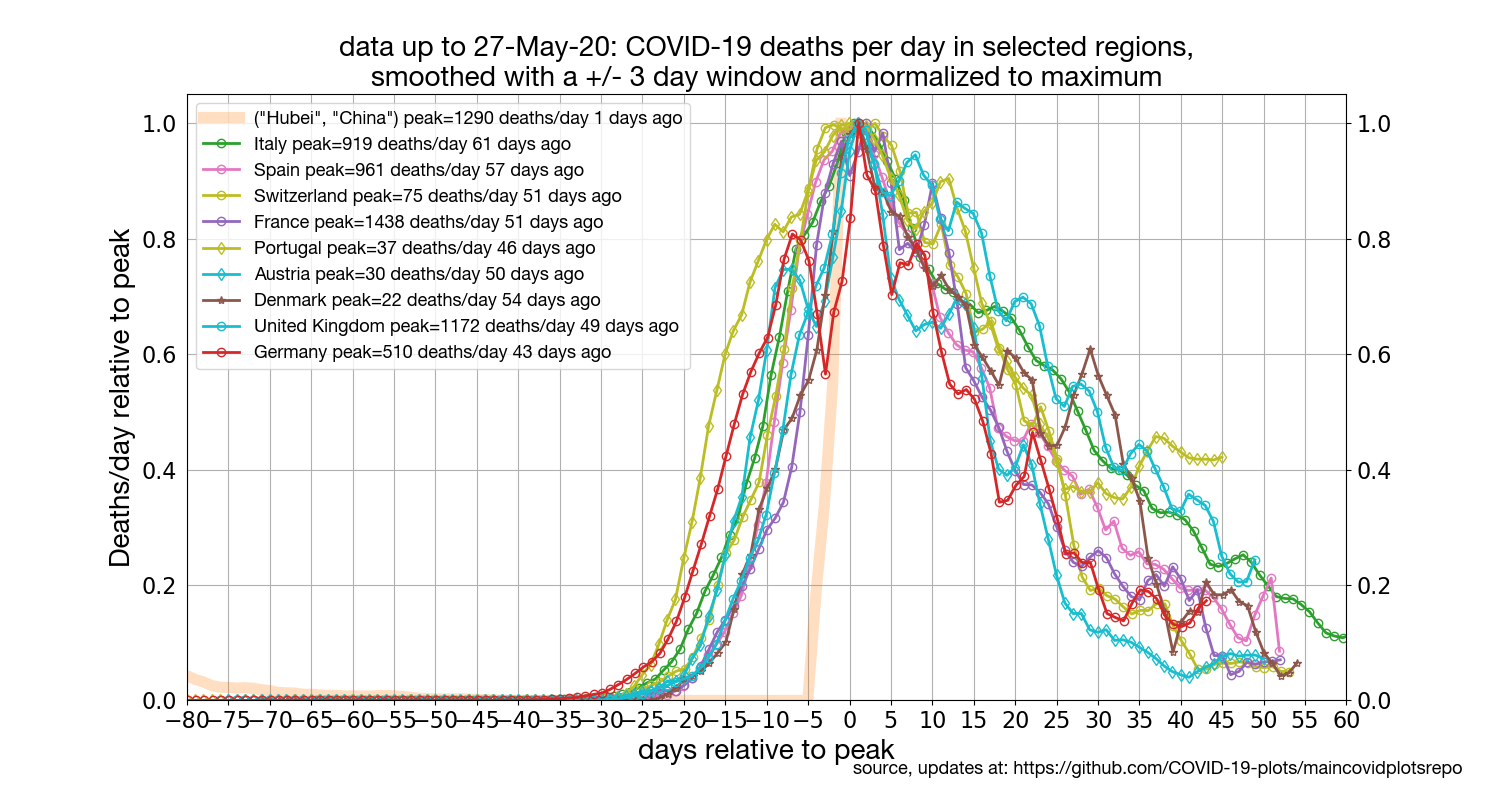 data up to 27-May-20: COVID-19 deaths per day in selected regions,
smoothed with a +/- 3 day window and normalized to maximum
("Hubei", "China") peak=1290 deaths/day 1 days ago
Italy peak=919 deaths/day 61 days ago
Spain peak=961 deaths/day 57 days ago
Switzerland peak=75 deaths/day 51 days ago
France peak=1438 deaths/day 51 days ago
Portugal peak=37 deaths/day 46 days ago
Austria peak=30 deaths/day 50 days ago
Denmark peak=22 deaths/day 54 days ago
United Kingdom peak=1172 deaths/day 49 days ago
Germany peak=510 deaths/day 43 days ago
Deaths/day relative to peak
1.0
0.8
0.6
0.4
0.2
0.0
1.0
0.8
0.6
0.4
0.2
0.0
−80 −75 −70 −65 −60 −55 −50 −45 −40 −35 −30 −25 −20 −15 −10 −5 0 5 10 15 20 25 30 35 40 45 50 55 60
days relative to peak
source, updates at: https://github.com/COVID-19-plots/maincovidplotsrepo